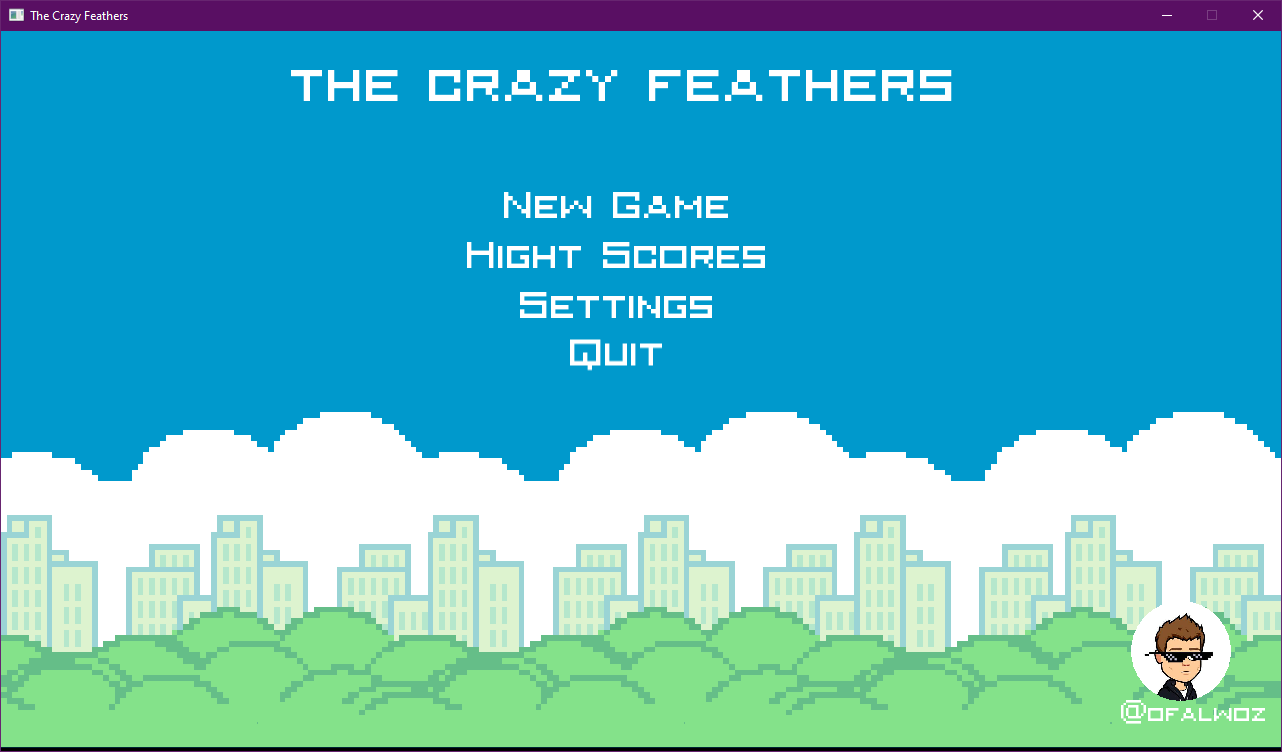 The Crazy Feathers
THE CRAZY FEATHERS
New Game
Hight Scores
Settings
Quit
@ofalwoz